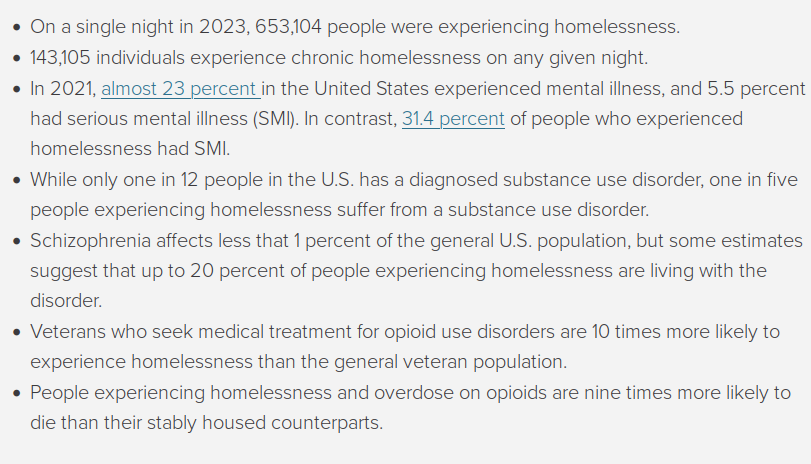 • On a single night in 2023, 653,104 people were experiencing homelessness.
• 143,105 individuals experience chronic homelessness on any given night.
• In 2021, almost 23 percent in the United States experienced mental illness, and 5.5 percent
had serious mental illness (SMI). In contrast, 31.4 percent of people who experienced
homelessness had SMI.
• While only one in 12 people in the U.S. has a diagnosed substance use disorder, one in five
people experiencing homelessness suffer from a substance use disorder.
• Schizophrenia affects less that 1 percent of the general U.S. population, but some estimates
suggest that up to 20 percent of people experiencing homelessness are living with the
disorder.
• Veterans who seek medical treatment for opioid use disorders are 10 times more likely to
experience homelessness than the general veteran population.
• People experiencing homelessness and overdose on opioids are nine times more likely to
die than their stably housed counterparts.